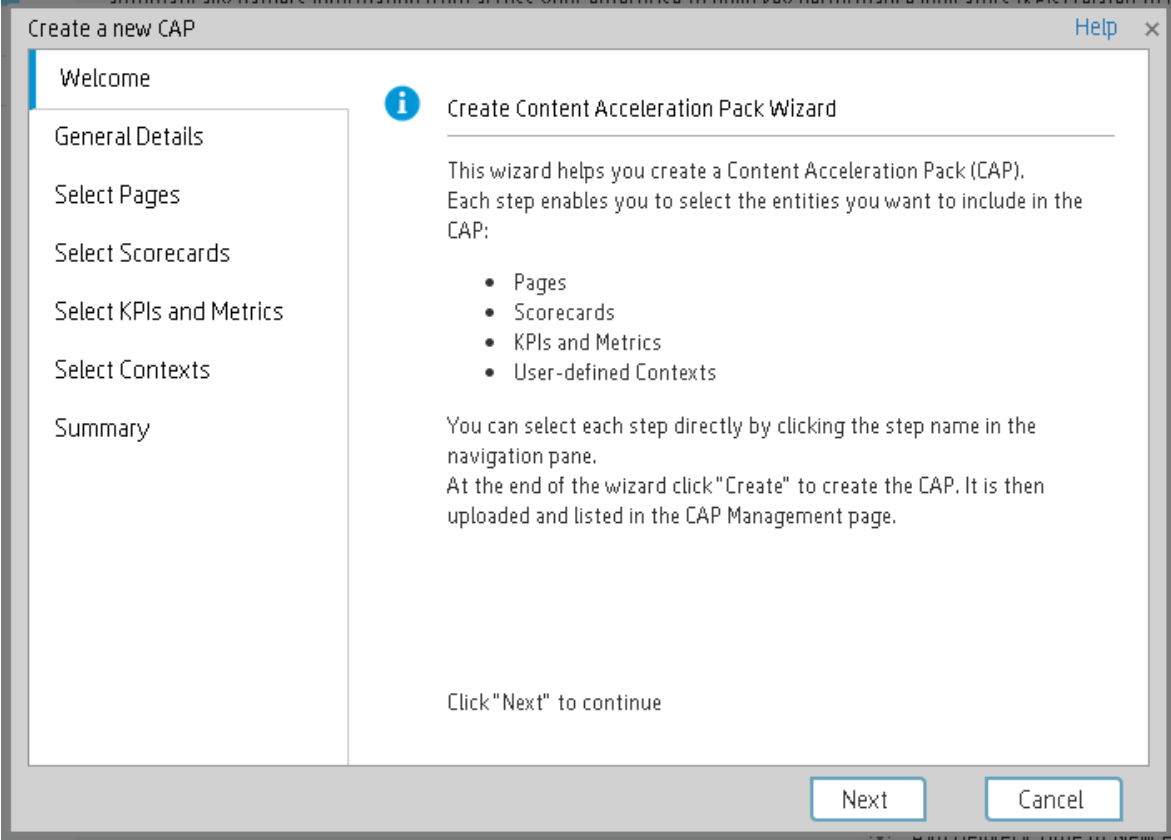 Create a new CAP
Help
Welcome
General Details
Select Pages
Select Scorecards
Select KPIs and Metrics
Select Contexts
Summary
Create Content Acceleration Pack Wizard
This wizard helps you create a Content Acceleration Pack (CAP).
Each step enables you to select the entities you want to include in the
CAP:
• Pages
• Scorecards
• KPIs and Metrics
• User-defined Contexts
You can select each step directly by clicking the step name in the
navigation pane.
At the end of the wizard click "Create" to create the CAP. It is then
uploaded and listed in the CAP Management page.
Click "Next" to continue
Next
Cancel